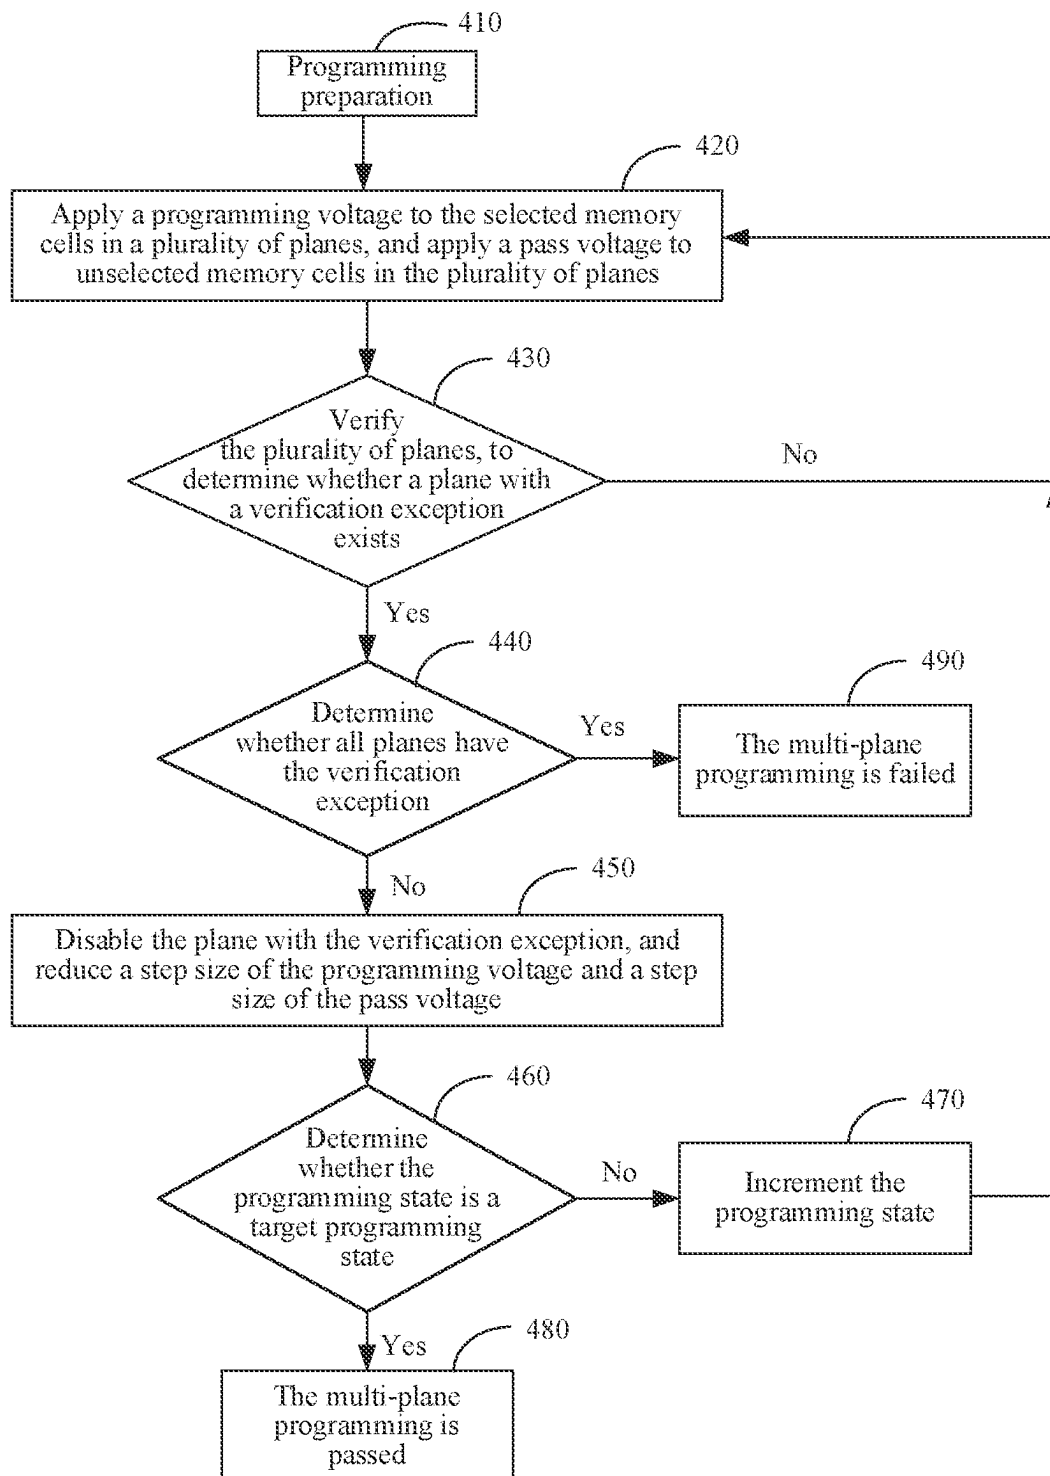 410
Programming
preparation
420
Apply a programming voltage to the selected memory
cells in a plurality of planes, and apply a pass voltage to
unselected memory cells in the plurality of planes
430
Verify
the plurality of planes, to
determine whether a plane with
a verification exception
exists
No
Yes
440
Determine
whether all planes have
the verification
exception
Yes
490
The multi-plane
programming is failed
No
450
Disable the plane with the verification exception, and
reduce a step size of the programming voltage and a step
size of the pass voltage
460
Determine
whether the
programming state is a
target programming
state
No
470
Increment the
programming state
Yes
480
The multi-plane
programming is
passed